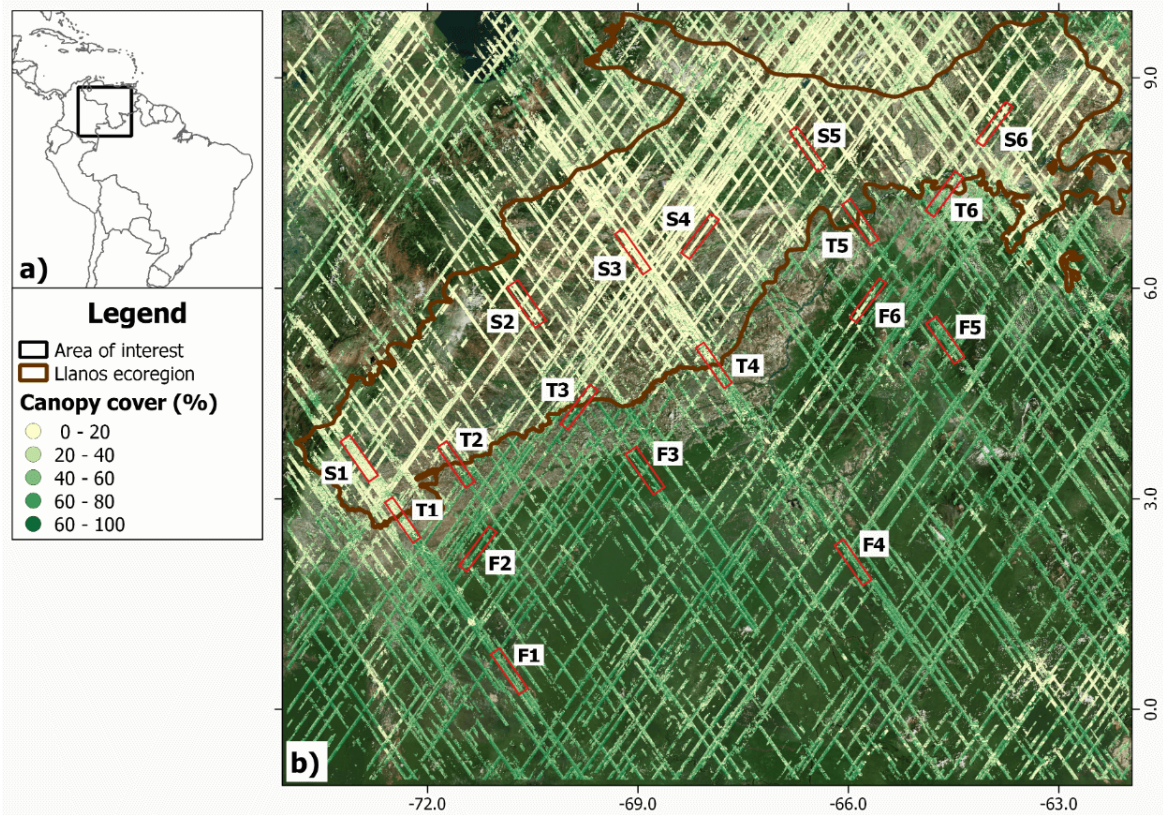 a)
Legend
Area of interest
Llanos ecoregion
Canopy cover (%)
0 - 20
20 - 40
40 - 60
60 - 80
60 - 100
S5
S6
S4
T6
T5
S3
S2
F6
F5
T4
T3
T2
S1
F3
T1
F2
F4
F1
b)
9.0
6.0
3.0
0.0
-72.0 -69.0 -66.0 -63.0